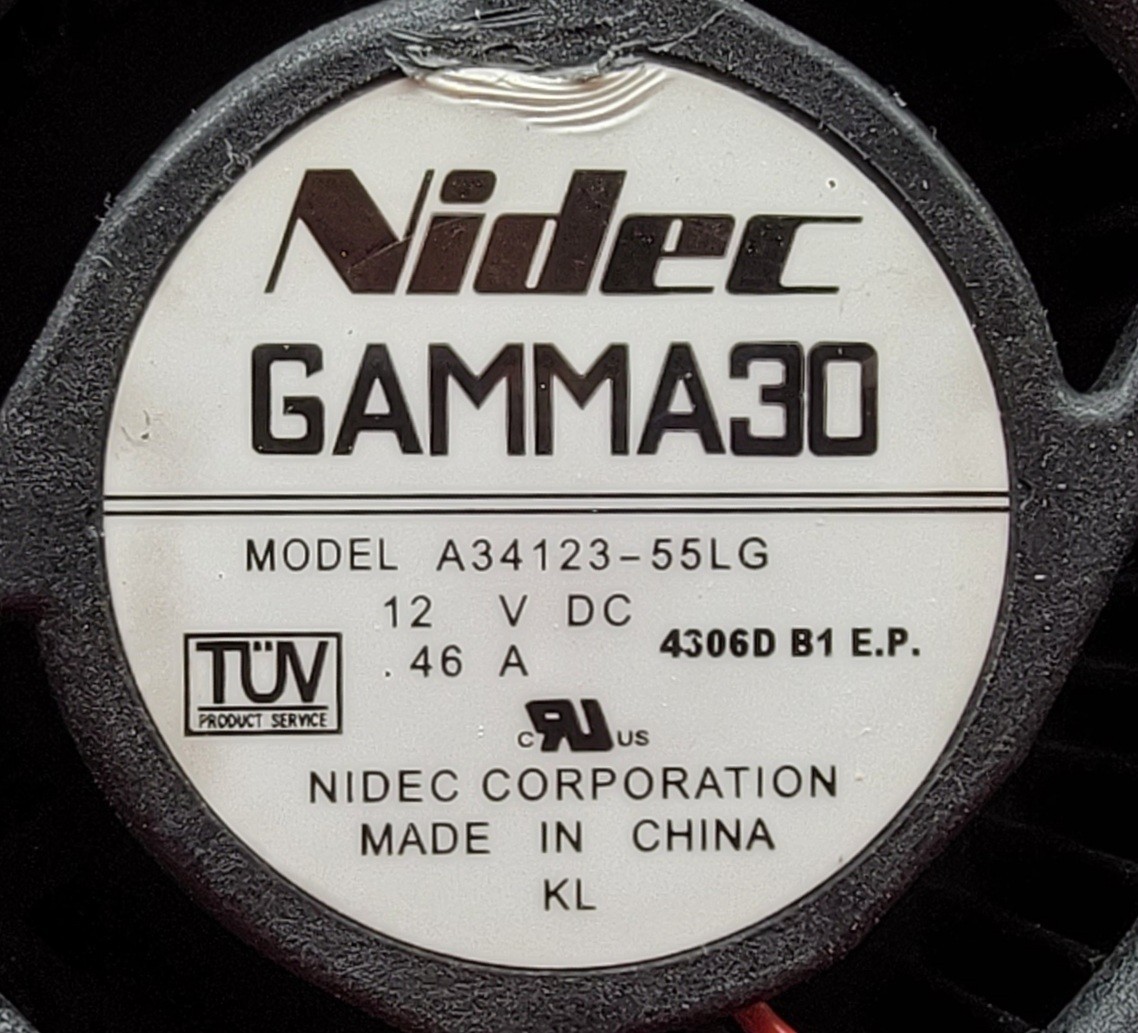 Nidec
GAMMA30
MODEL A34123-55LG
12 V DC
.46 A
4306D B1 E.P.
TÜV
PRODUCT SERVICE
c RU US
NIDEC CORPORATION
MADE IN CHINA
KL